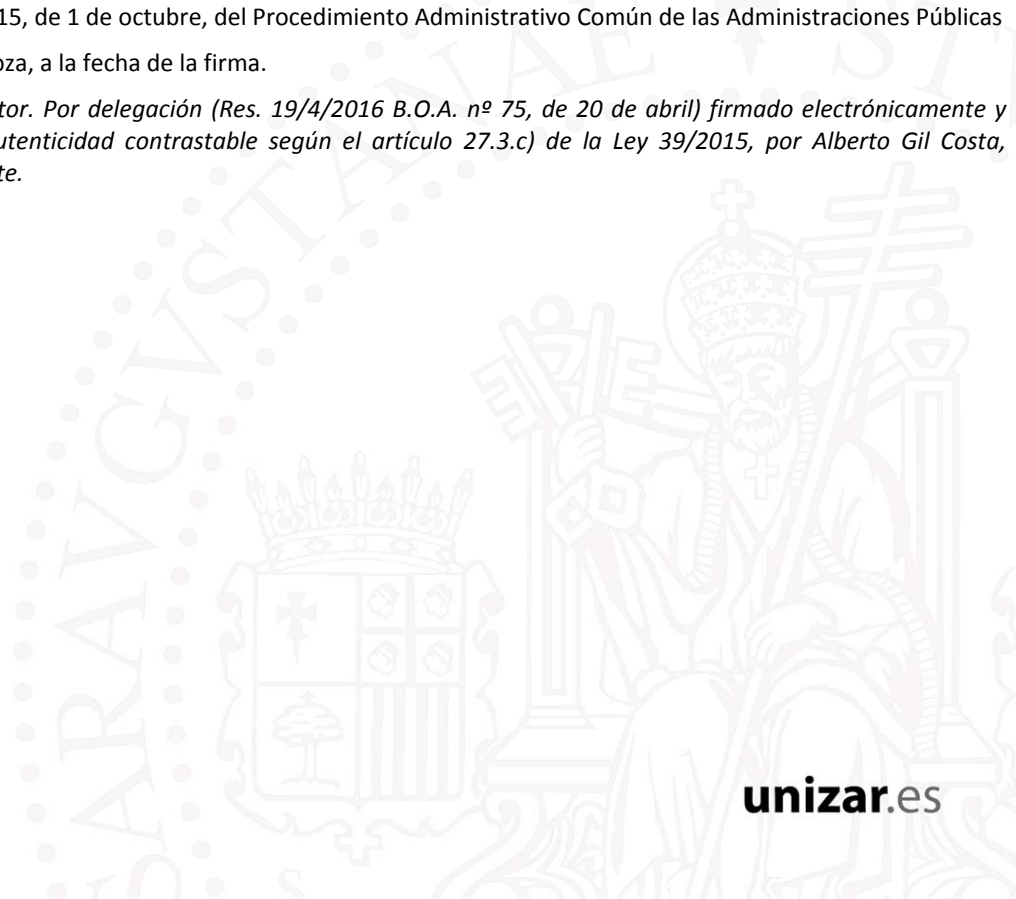 15, de 1 de octubre, del Procedimiento Administrativo Común de las Administraciones Públicas
oza, a la fecha de la firma.
tor. Por delegación (Res. 19/4/2016 B.O.A. nº 75, de 20 de abril) firmado electrónicamente y
utenticidad contrastable según el artículo 27.3.c) de la Ley 39/2015, por Alberto Gil Costa,
te.
ARAVGVSTANAE ST
S
unizar.es